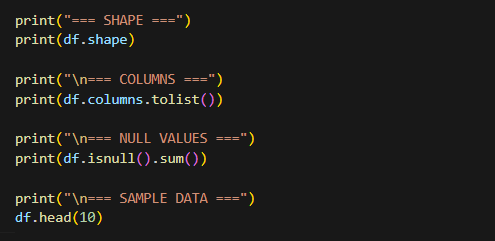 print("=== SHAPE ===")
print(df.shape)
print("\n=== COLUMNS ===")
print(df.columns.tolist())
print("\n=== NULL VALUES ===")
print(df.isnull().sum())
print("\n=== SAMPLE DATA ===")
df.head(10)